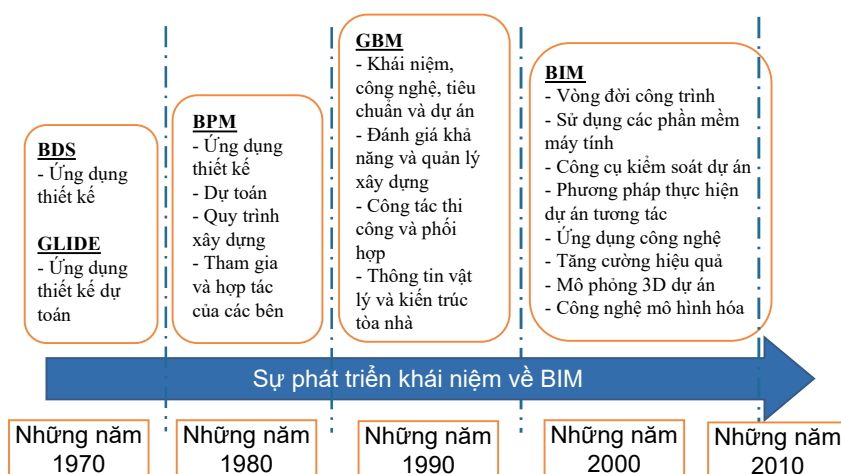 BDS
- Ứng dụng
thiết kế
GLIDE
- Ứng dụng
thiết kế dự
toán
BPM
- Ứng dụng
thiết kế
- Dự toán
- Quy trình
xây dựng
- Tham gia
và hợp tác
của các bên
GBM
- Khái niệm,
công nghệ, tiêu
chuẩn và dự án
- Đánh giá khả
năng và quản lý
xây dựng
- Công tác thi
công và phối
hợp
- Thông tin vật
lý và kiến trúc
tòa nhà
BIM
- Vòng đời công trình
- Sử dụng các phần mềm
máy tính
- Công cụ kiểm soát dự án
- Phương pháp thực hiện
dự án tương tác
- Ứng dụng công nghệ
- Tăng cường hiệu quả
- Mô phỏng 3D dự án
- Công nghệ mô hình hóa
Sự phát triển khái niệm về BIM
Những năm
1970
Những năm
1980
Những năm
1990
Những năm
2000
Những năm
2010